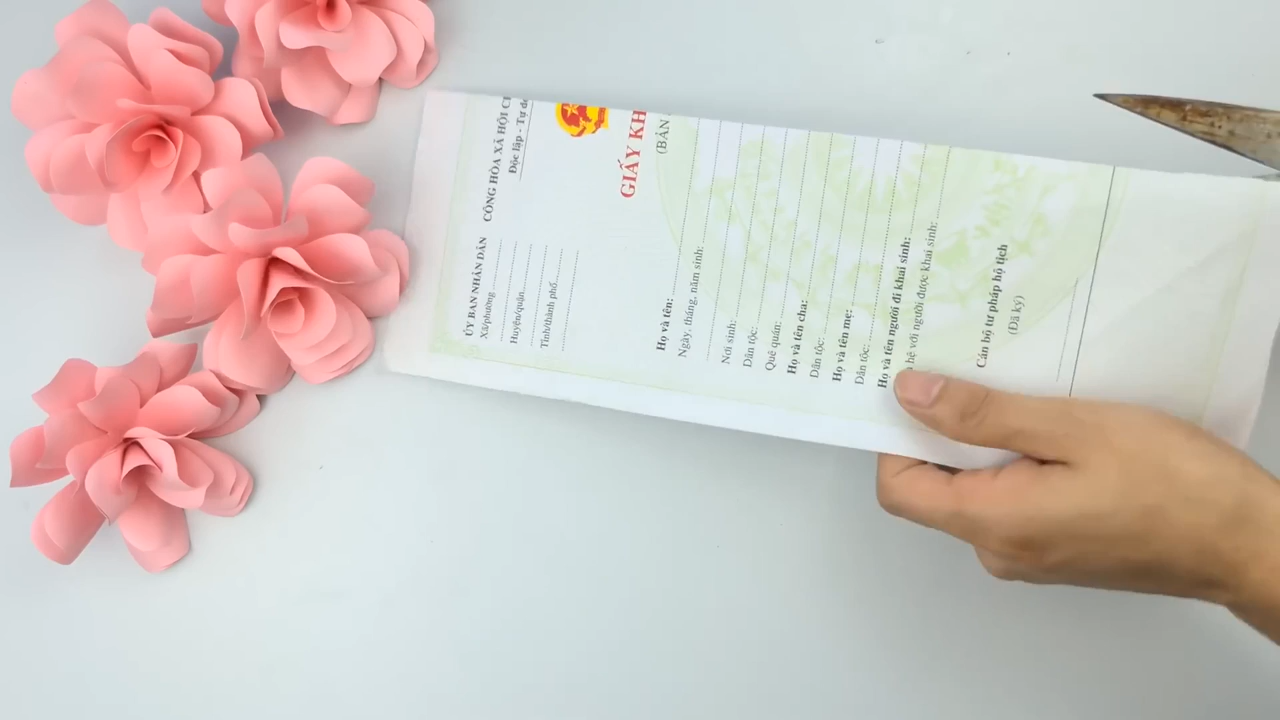 ỦY BAN NHÂN DÂN
Xã/phường
Huyện/quận
Tỉnh/thành phố
CÔNG HÒA XÃ HỘI
Độc lập - Tự
GIẤY KH
(BẢN
Họ và tên:
Ngày, tháng, năm sinh:
Nơi sinh:
Dân tộc:
Quê quán:
Họ và tên cha:
Dân tộc:
Họ và tên mẹ:
Dân tộc:
Họ và tên người đi khai sinh:
hệ với người được khai sinh:
Cán bộ tư pháp hộ tịch
(Đã ký)